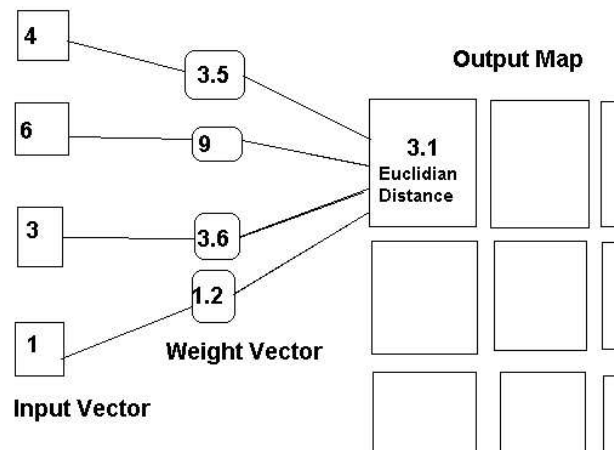 4
3.5
Output Map
6
9
3.1
Euclidian
Distance
3
3.6
1.2
1
Weight Vector
Input Vector